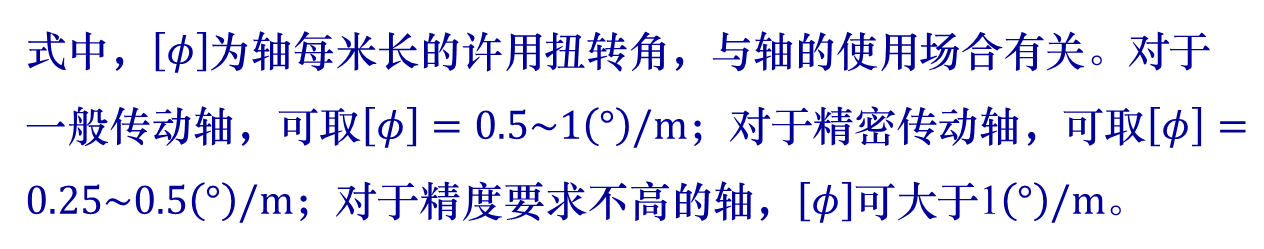 式中，[ϕ]为轴每米长的许用扭转角，与轴的使用场合有关。对于
一般传动轴，可取[ϕ] = 0.5~1(°)/m；对于精密传动轴，可取[ϕ] =
0.25~0.5(°)/m；对于精度要求不高的轴，[ϕ]可大于1(°)/m。